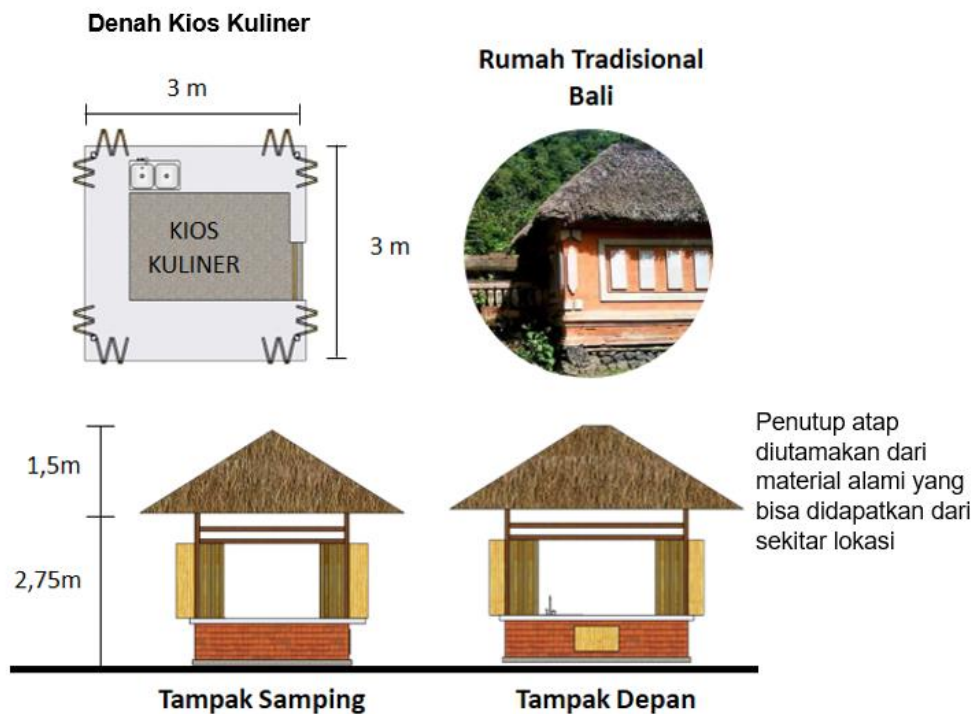 Denah Kios Kuliner
3 m
KIOS
KULINER
3 m
Rumah Tradisional
Bali
1,5m
2,75m
Penutup atap
diutamakan dari
material alami yang
bisa didapatkan dari
sekitar lokasi
Tampak Samping
Tampak Depan